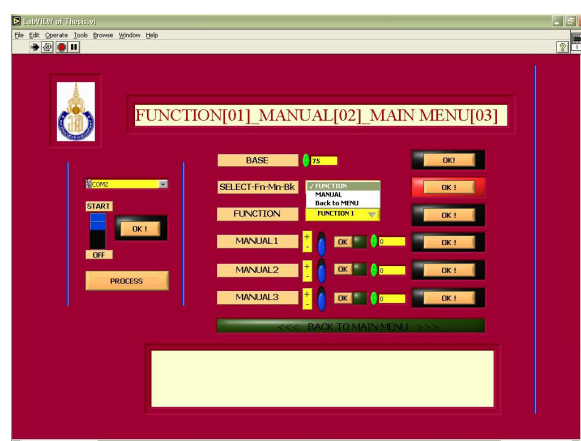 LabVIEW of Thesis.vi
File Edit Operate Tools Browse Window Help
FUNCTION[01]_MANUAL[02]_MAIN MENU[03]
BASE 75 OK!
COM2
SELECT-Fn-Mn-Bk ✓FUNCTION OK !
MANUAL
Back to MENU
START
FUNCTION FUNCTION 1 OK !
OK !
MANUAL1 + - OK 0 OK !
OFF
MANUAL2 + - OK 0 OK !
PROCESS
MANUAL3 + - OK 0 OK !
<<< BACK TO MAIN MENU >>>